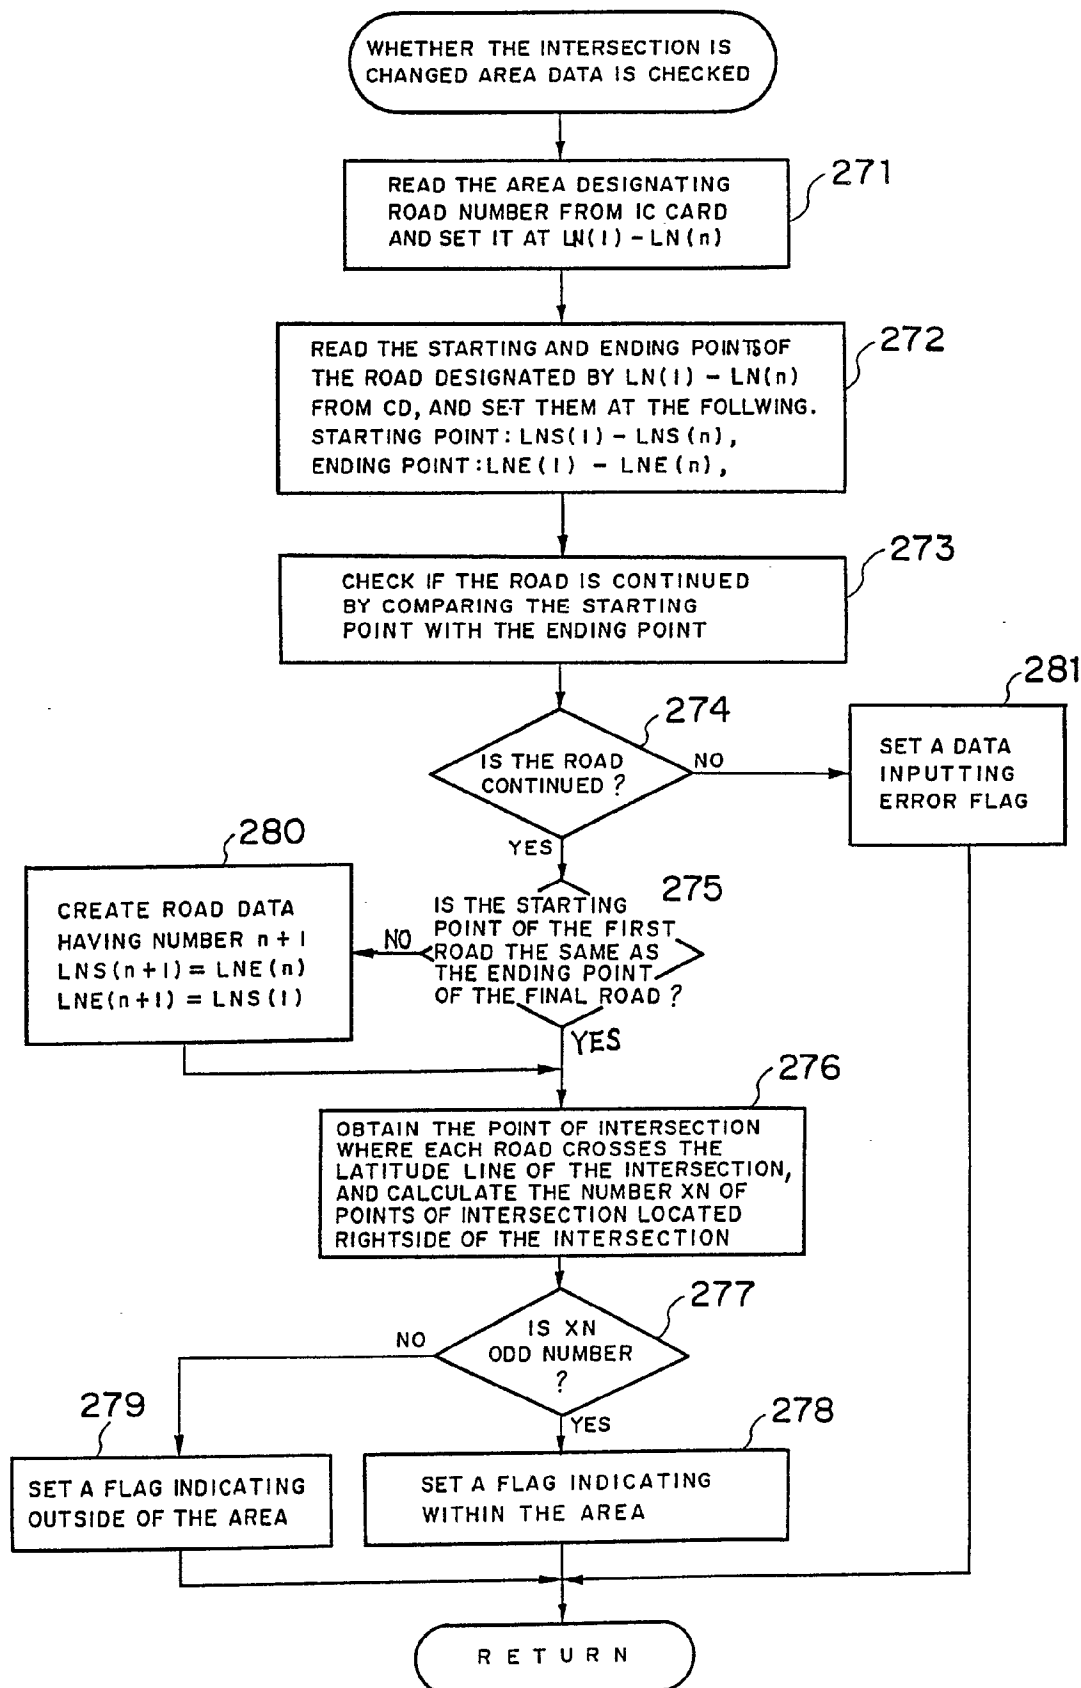 WHETHER THE INTERSECTION IS
CHANGED AREA DATA IS CHECKED
271
READ THE AREA DESIGNATING
ROAD NUMBER FROM IC CARD
AND SET IT AT LN(1) - LN(n)
272
READ THE STARTING AND ENDING POINTS OF
THE ROAD DESIGNATED BY LN(1) - LN(n)
FROM CD, AND SET THEM AT THE FOLLWING.
STARTING POINT: LNS(1) - LNS(n),
ENDING POINT: LNE(1) - LNE(n),
273
CHECK IF THE ROAD IS CONTINUED
BY COMPARING THE STARTING
POINT WITH THE ENDING POINT
274
IS THE ROAD
CONTINUED ?
NO
YES
281
SET A DATA
INPUTTING
ERROR FLAG
280
CREATE ROAD DATA
HAVING NUMBER n+1
LNS(n+1) = LNE(n)
LNE(n+1) = LNS(1)
275
IS THE STARTING
POINT OF THE FIRST
ROAD THE SAME AS
THE ENDING POINT
OF THE FINAL ROAD ?
NO
YES
276
OBTAIN THE POINT OF INTERSECTION
WHERE EACH ROAD CROSSES THE
LATITUDE LINE OF THE INTERSECTION,
AND CALCULATE THE NUMBER XN OF
POINTS OF INTERSECTION LOCATED
RIGHTSIDE OF THE INTERSECTION
277
IS XN
ODD NUMBER
?
NO
YES
279
SET A FLAG INDICATING
OUTSIDE OF THE AREA
278
SET A FLAG INDICATING
WITHIN THE AREA
RETURN